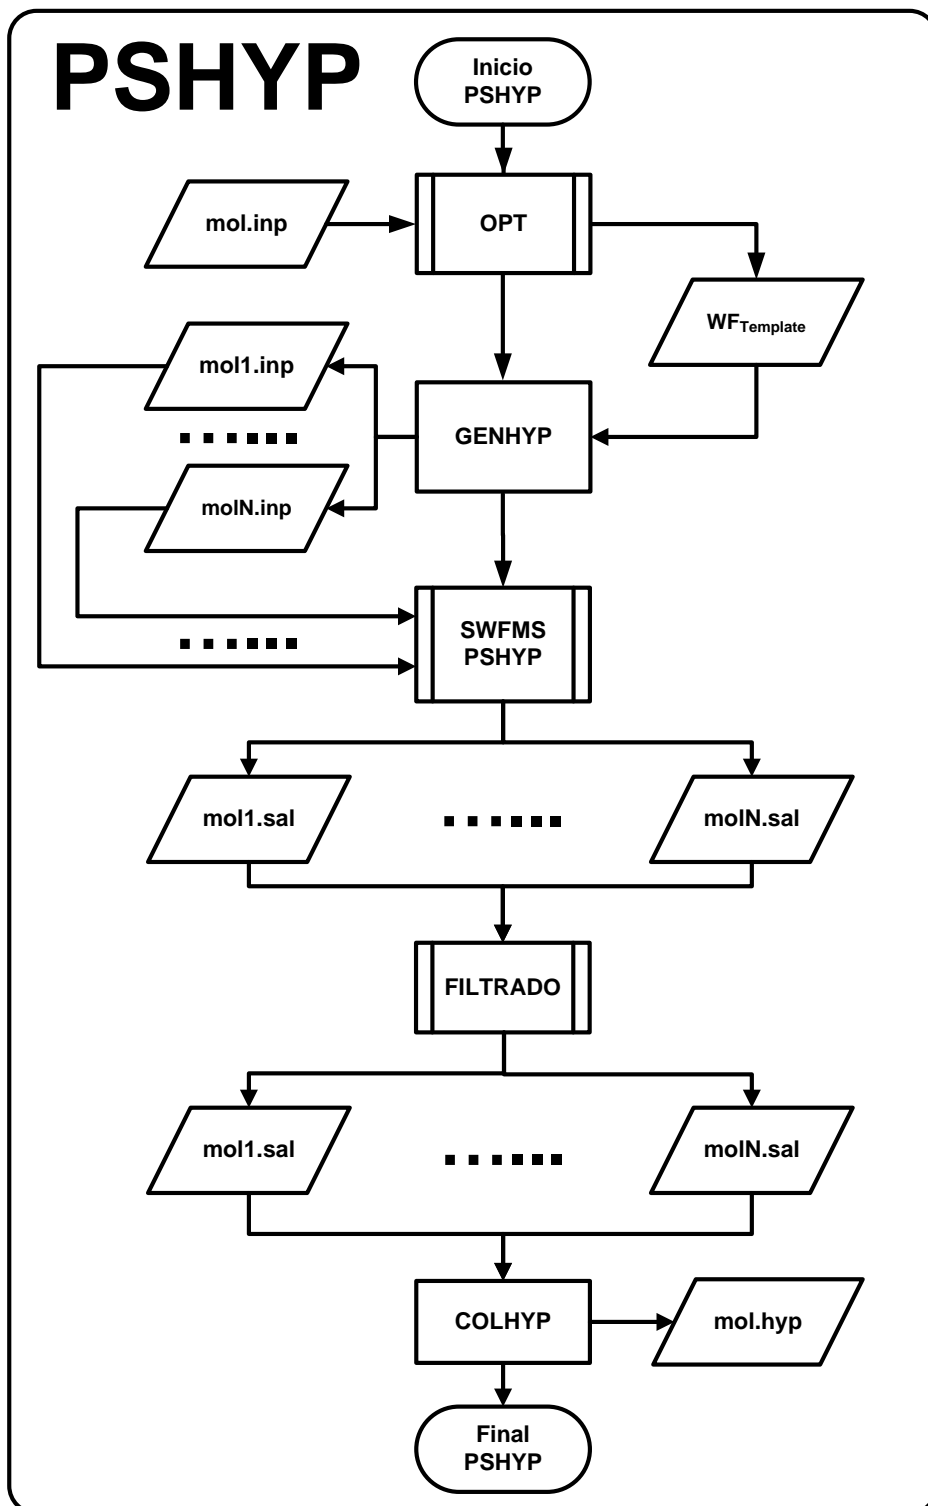 PSHYP
Inicio
PSHYP
mol.inp
OPT
WFTemplate
mol1.inp
GENHYP
molN.inp
SWFMS
PSHYP
mol1.sal
molN.sal
FILTRADO
mol1.sal
molN.sal
COLHYP
mol.hyp
Final
PSHYP